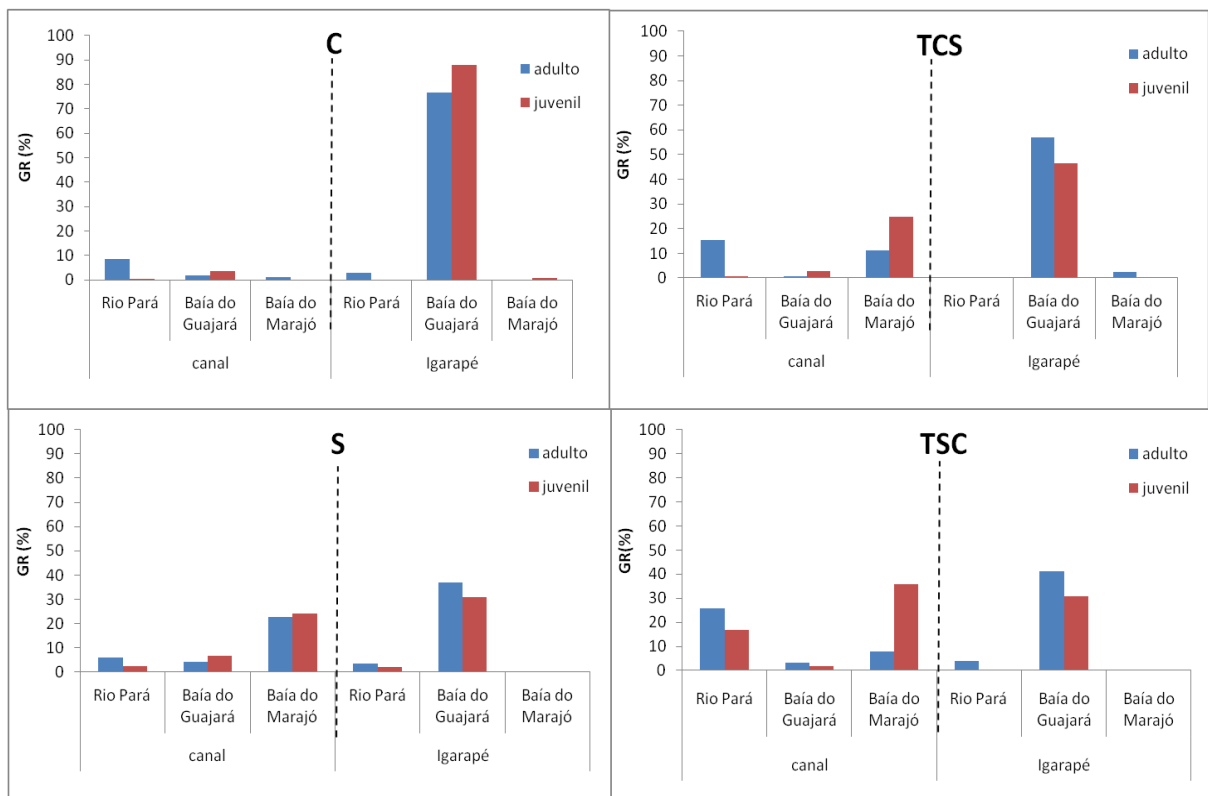 C
adulto
juvenil
GR (%)
100
90
80
70
60
50
40
30
20
10
0
Rio Pará
Baía do
Guajará
Baía do
Marajó
Rio Pará
Baía do
Guajará
Baía do
Marajó
canal
Igarapé
TCS
adulto
juvenil
GR (%)
100
90
80
70
60
50
40
30
20
10
0
Rio Pará
Baía do
Guajará
Baía do
Marajó
Rio Pará
Baía do
Guajará
Baía do
Marajó
canal
Igarapé
S
adulto
juvenil
GR (%)
100
90
80
70
60
50
40
30
20
10
0
Rio Pará
Baía do
Guajará
Baía do
Marajó
Rio Pará
Baía do
Guajará
Baía do
Marajó
canal
Igarapé
TSC
adulto
juvenil
GR(%)
100
90
80
70
60
50
40
30
20
10
0
Rio Pará
Baía do
Guajará
Baía do
Marajó
Rio Pará
Baía do
Guajará
Baía do
Marajó
canal
Igarapé